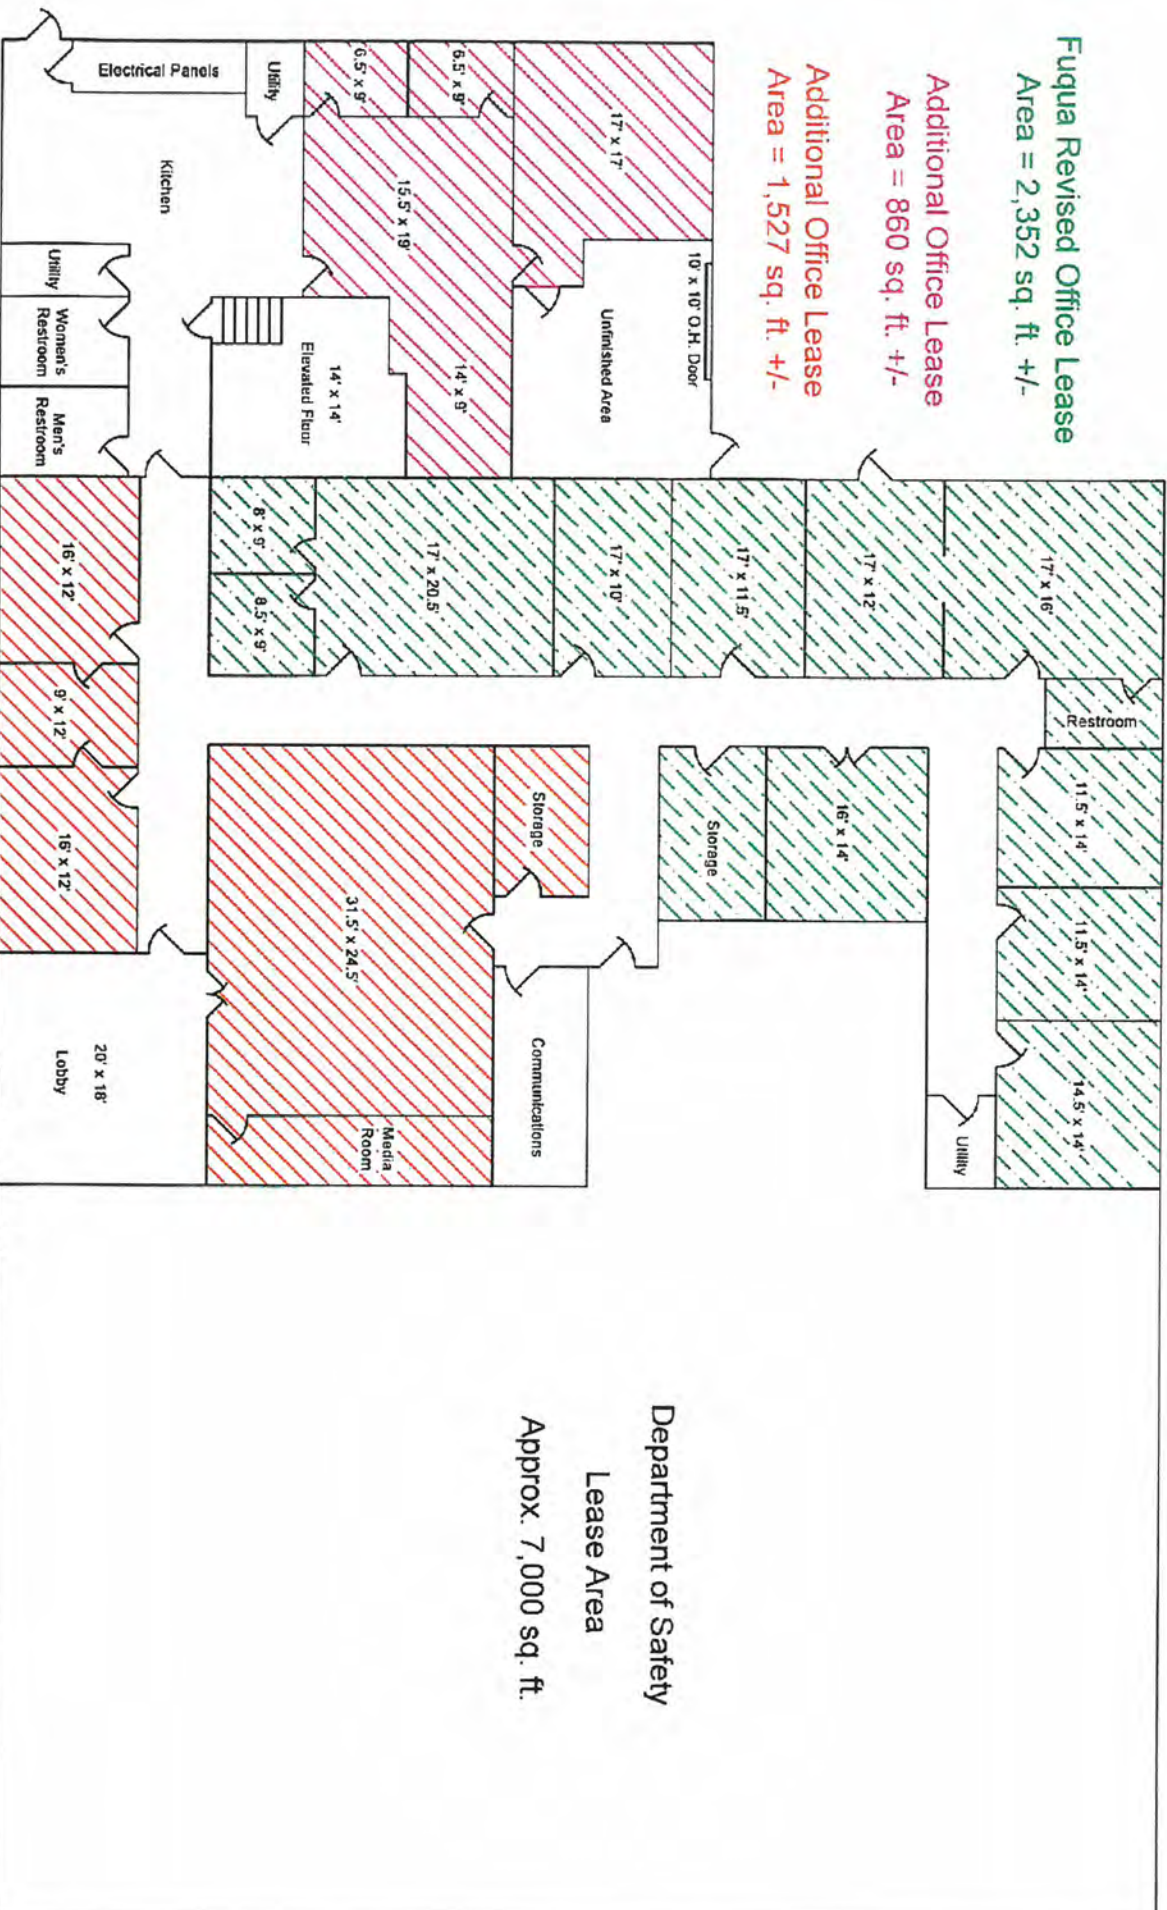 Fuqua Revised Office Lease
Area = 2,352 sq. ft. +/-
Additional Office Lease
Area = 860 sq. ft. +/-
Additional Office Lease
Area = 1,527 sq. ft. +/-
17' x 16'
Restroom
11.5' x 14'
11.5' x 14'
14.5' x 14'
Utility
17' x 12'
16' x 14'
17' x 11.5'
Storage
10' x 10' O.H. Door
Unfinished Area
17' x 17'
17' x 10'
Storage
Communications
Department of Safety
Lease Area
Approx. 7,000 sq. ft.
6.5' x 9'
6.5' x 9'
15.5' x 19'
14' x 9'
17' x 20.5'
31.5' x 24.5'
Media
Room
Utility
14' x 14'
Elevated Floor
8' x 9'
8.5' x 9'
Electrical Panels
Kitchen
Utility
Women's
Restroom
Men's
Restroom
16' x 12'
9' x 12'
16' x 12'
20' x 18'
Lobby